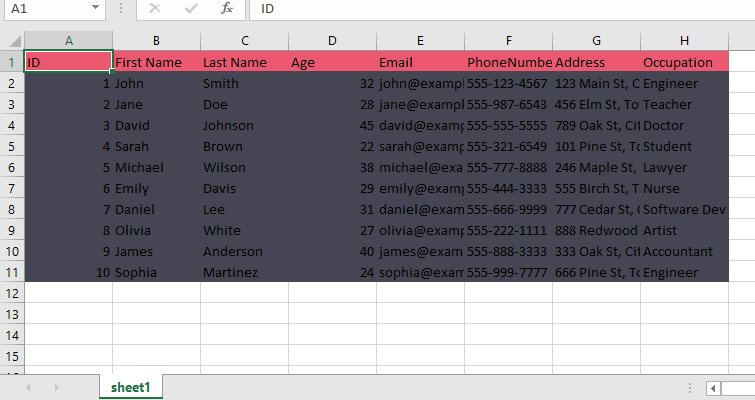 A1 fx ID
A B C D E F G H
1 ID First Name Last Name Age Email PhoneNumbe Address Occupation
2 1 John Smith 32 john@exampl 555-123-4567 123 Main St, C Engineer
3 2 Jane Doe 28 jane@examp 555-987-6543 456 Elm St, To Teacher
4 3 David Johnson 45 david@examp 555-555-5555 789 Oak St, Cit Doctor
5 4 Sarah Brown 22 sarah@examp 555-321-6549 101 Pine St, To Student
6 5 Michael Wilson 38 michael@exa 555-777-8888 246 Maple St, Lawyer
7 6 Emily Davis 29 emily@examp 555-444-3333 555 Birch St, T Nurse
8 7 Daniel Lee 31 daniel@exam 555-666-9999 777 Cedar St, Software Dev
9 8 Olivia White 27 olivia@examp 555-222-1111 888 Redwood Artist
10 9 James Anderson 40 james@exam 555-888-3333 333 Oak St, Cit Accountant
11 10 Sophia Martinez 24 sophia@exam 555-999-7777 666 Pine St, To Engineer
12
13
14
15
sheet1